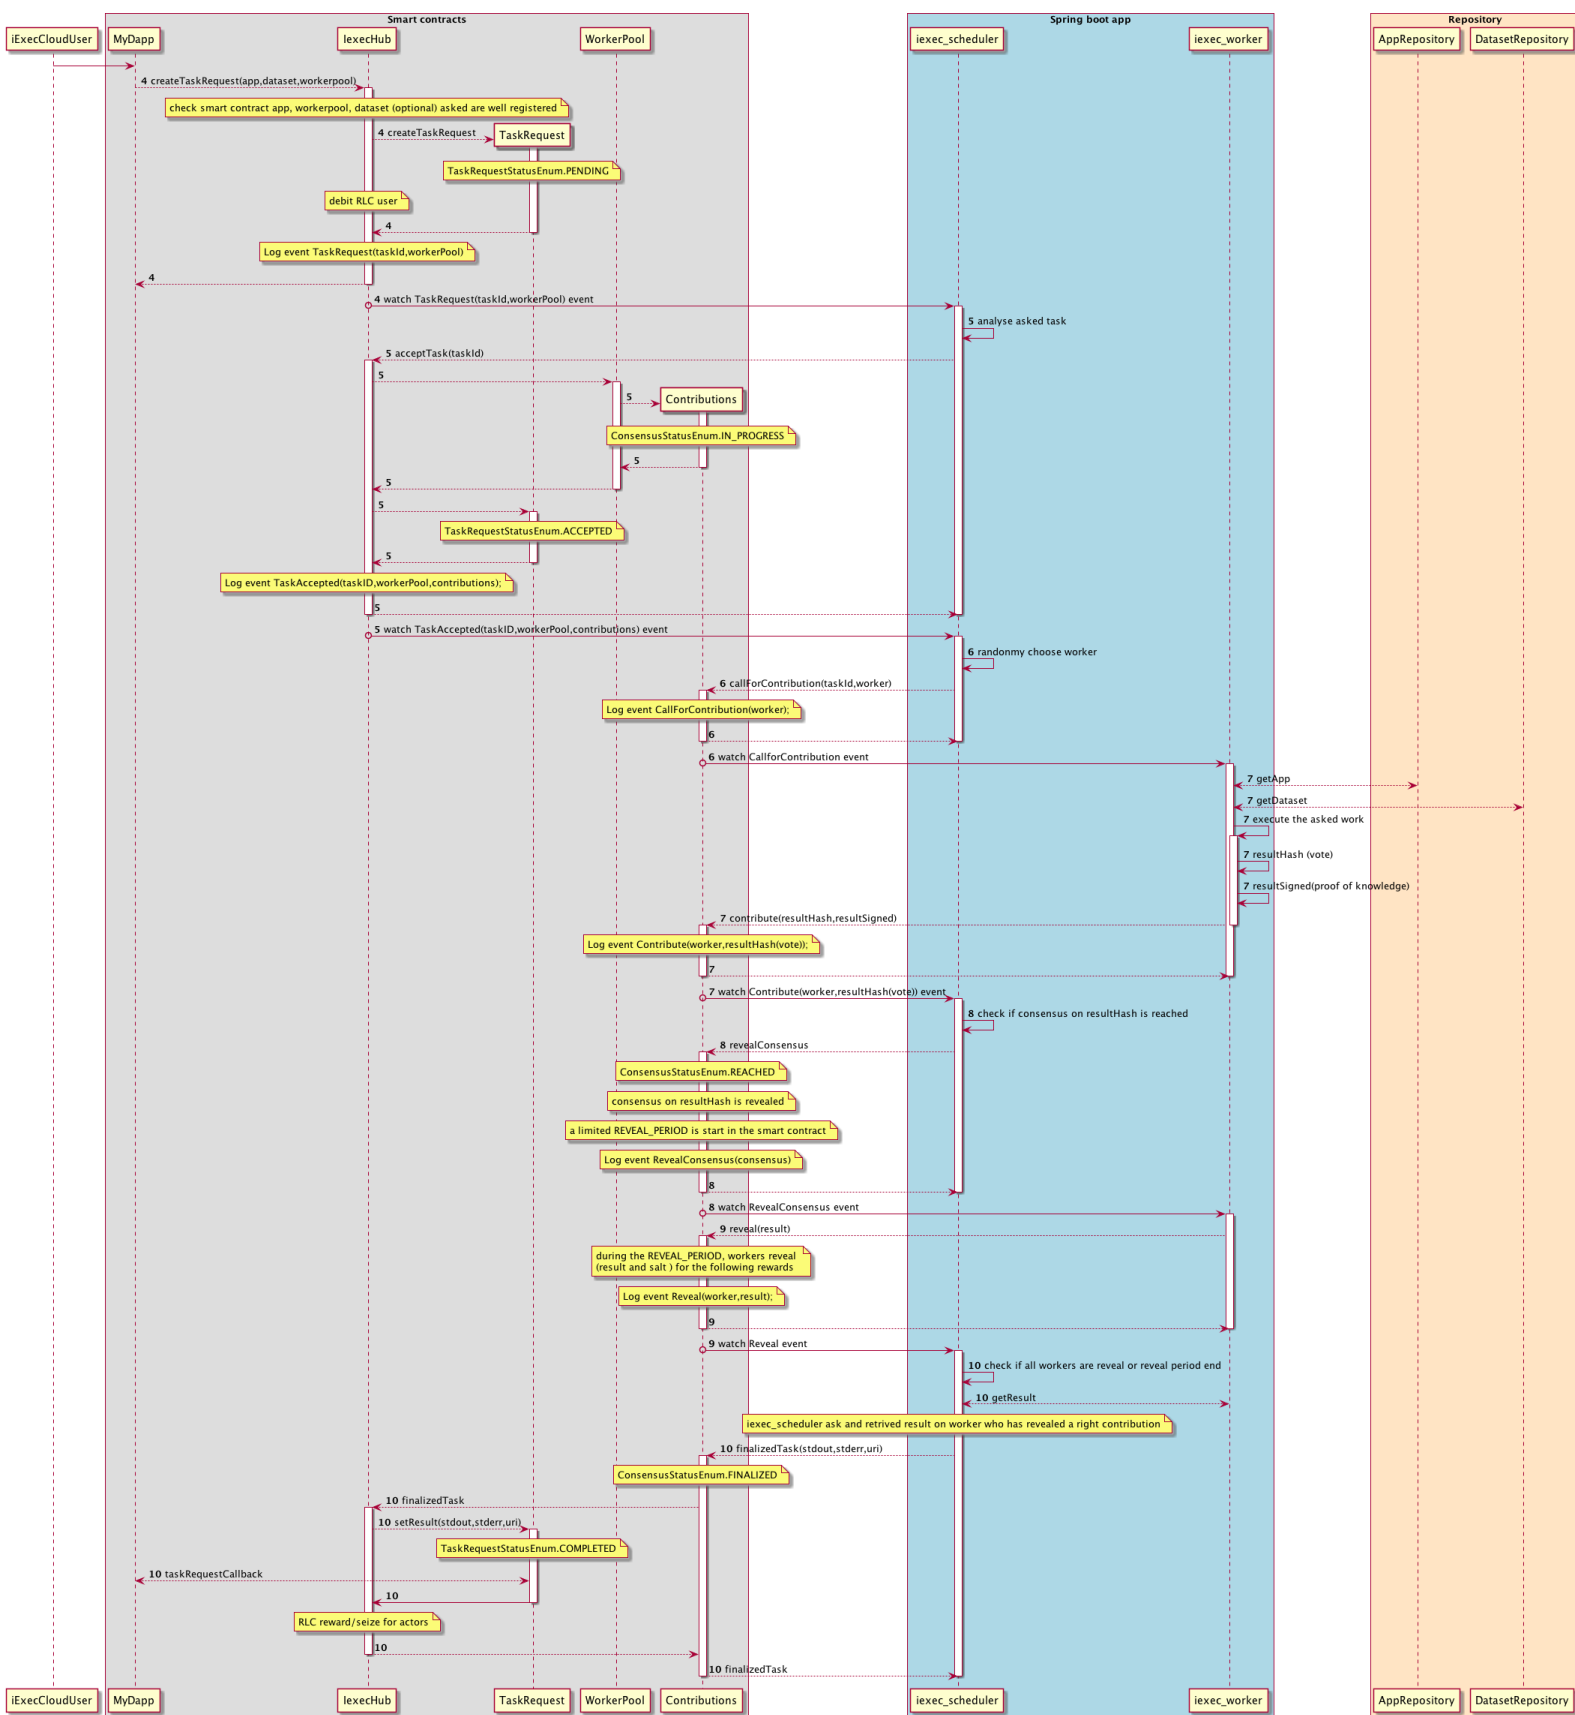 Smart contracts
Spring boot app
Repository
iExecCloudUser
MyDapp
IexecHub
WorkerPool
iexec_scheduler
iexec_worker
AppRepository
DatasetRepository
4 createTaskRequest(app,dataset,workerpool)
check smart contract app, workerpool, dataset (optional) asked are well registered
4 createTaskRequest
TaskRequest
TaskRequestStatusEnum.PENDING
debit RLC user
4
Log event TaskRequest(taskId,workerPool)
4
4 watch TaskRequest(taskId,workerPool) event
5 analyse asked task
5 acceptTask(taskId)
5
5
Contributions
ConsensusStatusEnum.IN_PROGRESS
5
5
5
TaskRequestStatusEnum.ACCEPTED
5
Log event TaskAccepted(taskID,workerPool,contributions);
5
5 watch TaskAccepted(taskID,workerPool,contributions) event
6 randonmy choose worker
6 callForContribution(taskId,worker)
Log event CallForContribution(worker);
6
6 watch CallforContribution event
7 getApp
7 getDataset
7 execute the asked work
7 resultHash (vote)
7 resultSigned(proof of knowledge)
7 contribute(resultHash,resultSigned)
Log event Contribute(worker,resultHash(vote));
7
7 watch Contribute(worker,resultHash(vote)) event
8 check if consensus on resultHash is reached
8 revealConsensus
ConsensusStatusEnum.REACHED
consensus on resultHash is revealed
a limited REVEAL_PERIOD is start in the smart contract
Log event RevealConsensus(consensus)
8
8 watch RevealConsensus event
9 reveal(result)
during the REVEAL_PERIOD, workers reveal
(result and salt ) for the following rewards
Log event Reveal(worker,result);
9
9 watch Reveal event
10 check if all workers are reveal or reveal period end
10 getResult
iexec_scheduler ask and retrived result on worker who has revealed a right contribution
10 finalizedTask(stdout,stderr,uri)
ConsensusStatusEnum.FINALIZED
10 finalizedTask
10 setResult(stdout,stderr,uri)
TaskRequestStatusEnum.COMPLETED
10 taskRequestCallback
10
RLC reward/seize for actors
10
10 finalizedTask
iExecCloudUser
MyDapp
IexecHub
TaskRequest
WorkerPool
Contributions
iexec_scheduler
iexec_worker
AppRepository
DatasetRepository